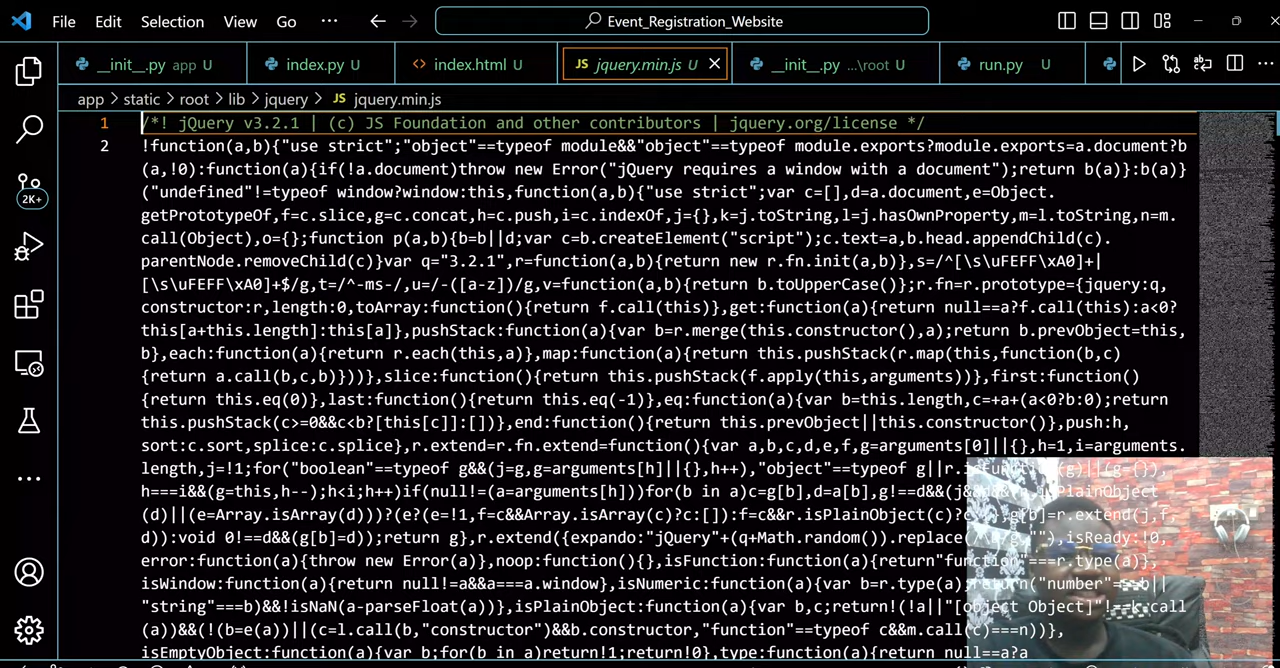 File Edit Selection View Go ··· Event_Registration_Website
__init__.py app U index.py U index.html U JS jquery.min.js U __init__.py ...\root U run.py U
app > static > root > lib > jquery > JS jquery.min.js
1 /*! jQuery v3.2.1 | (c) JS Foundation and other contributors | jquery.org/license */
2 !function(a,b){"use strict";"object"==typeof module&&"object"==typeof module.exports?module.exports=a.document?b
(a,!0):function(a){if(!a.document)throw new Error("jQuery requires a window with a document");return b(a)}:b(a)}
("undefined"!=typeof window?window:this,function(a,b){"use strict";var c=[],d=a.document,e=Object.
getPrototypeOf,f=c.slice,g=c.concat,h=c.push,i=c.indexOf,j={},k=j.toString,l=j.hasOwnProperty,m=l.toString,n=m.
call(Object),o={};function p(a,b){b=b||d;var c=b.createElement("script");c.text=a,b.head.appendChild(c).
parentNode.removeChild(c)}var q="3.2.1",r=function(a,b){return new r.fn.init(a,b)},s=/^[\s\uFEFF\xA0]+|
[\s\uFEFF\xA0]+$/g,t=/^-ms-/,u=/-([a-z])/g,v=function(a,b){return b.toUpperCase()};r.fn=r.prototype={jquery:q,
constructor:r,length:0,toArray:function(){return f.call(this)},get:function(a){return null==a?f.call(this):a<0?
this[a+this.length]:this[a]},pushStack:function(a){var b=r.merge(this.constructor(),a);return b.prevObject=this,
b},each:function(a){return r.each(this,a)},map:function(a){return this.pushStack(r.map(this,function(b,c)
{return a.call(b,c,b)}))},slice:function(){return this.pushStack(f.apply(this,arguments))},first:function()
{return this.eq(0)},last:function(){return this.eq(-1)},eq:function(a){var b=this.length,c=+a+(a<0?b:0);return
this.pushStack(c>=0&&c<b?[this[c]]:[])},end:function(){return this.prevObject||this.constructor()},push:h,
sort:c.sort,splice:c.splice},r.extend=r.fn.extend=function(){var a,b,c,d,e,f,g=arguments[0]||{},h=1,i=arguments.
length,j=!1;for("boolean"==typeof g&&(j=g,g=arguments[h]||{},h++),"object"==typeof g||r.isFunction(g)||(g={}),
h===i&&(g=this,h--);h<i;h++)if(null!=(a=arguments[h]))for(b in a)c=g[b],d=a[b],g!==d&&(j&&d&&(r.isPlainObject
(d)||(e=Array.isArray(d)))?(e?(e=!1,f=c&&Array.isArray(c)?c:[]):f=c&&r.isPlainObject(c)?c:{},g[b]=r.extend(j,f,
d)):void 0!==d&&(g[b]=d));return g},r.extend({expando:"jQuery"+(q+Math.random()).replace(/\D/g,""),isReady:!0,
error:function(a){throw new Error(a)},noop:function(){},isFunction:function(a){return"function"===r.type(a)},
isWindow:function(a){return null!=a&&a===a.window},isNumeric:function(a){var b=r.type(a);return("number"===b||
"string"===b)&&!isNaN(a-parseFloat(a))},isPlainObject:function(a){var b,c;return!(!a||"[object Object]"!==k.call
(a))&&(!(b=e(a))||(c=l.call(b,"constructor")&&b.constructor,"function"==typeof c&&m.call(c)===n))},
isEmptyObject:function(a){var b;for(b in a)return!1;return!0},type:function(a){return null==a?a
2K+